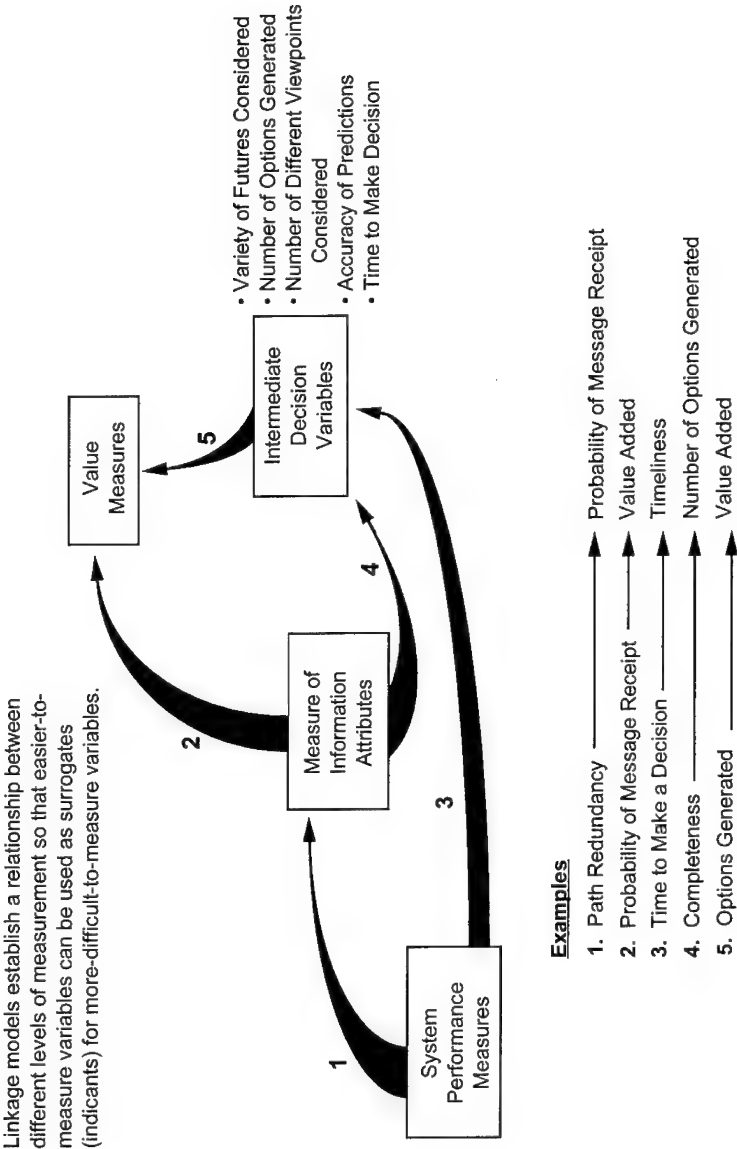 Linkage models establish a relationship between
different levels of measurement so that easier-to-
measure variables can be used as surrogates
(indicants) for more-difficult-to-measure variables.
Value
Measures
2
5
Measure of
Information
Attributes
4
Intermediate
Decision
Variables
• Variety of Futures Considered
• Number of Options Generated
• Number of Different Viewpoints
Considered
• Accuracy of Predictions
• Time to Make Decision
1
3
System
Performance
Measures
Examples
1. Path Redundancy Probability of Message Receipt
2. Probability of Message Receipt Value Added
3. Time to Make a Decision Timeliness
4. Completeness Number of Options Generated
5. Options Generated Value Added